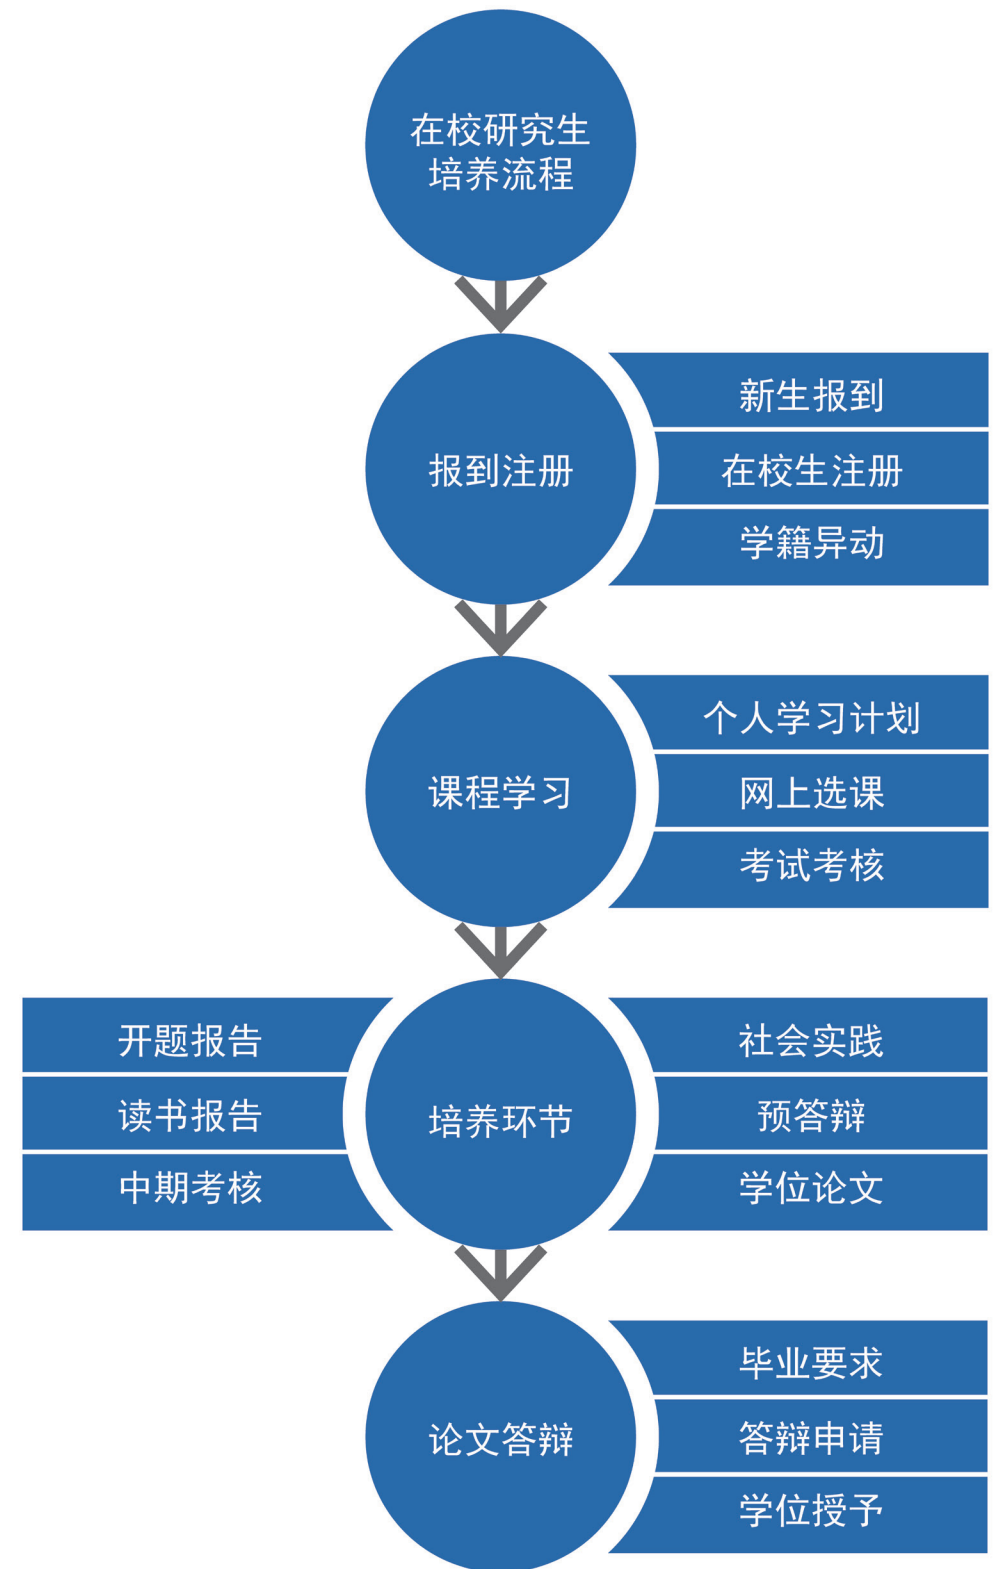 在校研究生
培养流程
报到注册
新生报到
在校生注册
学籍异动
课程学习
个人学习计划
网上选课
考试考核
开题报告
读书报告
中期考核
培养环节
社会实践
预答辩
学位论文
论文答辩
毕业要求
答辩申请
学位授予